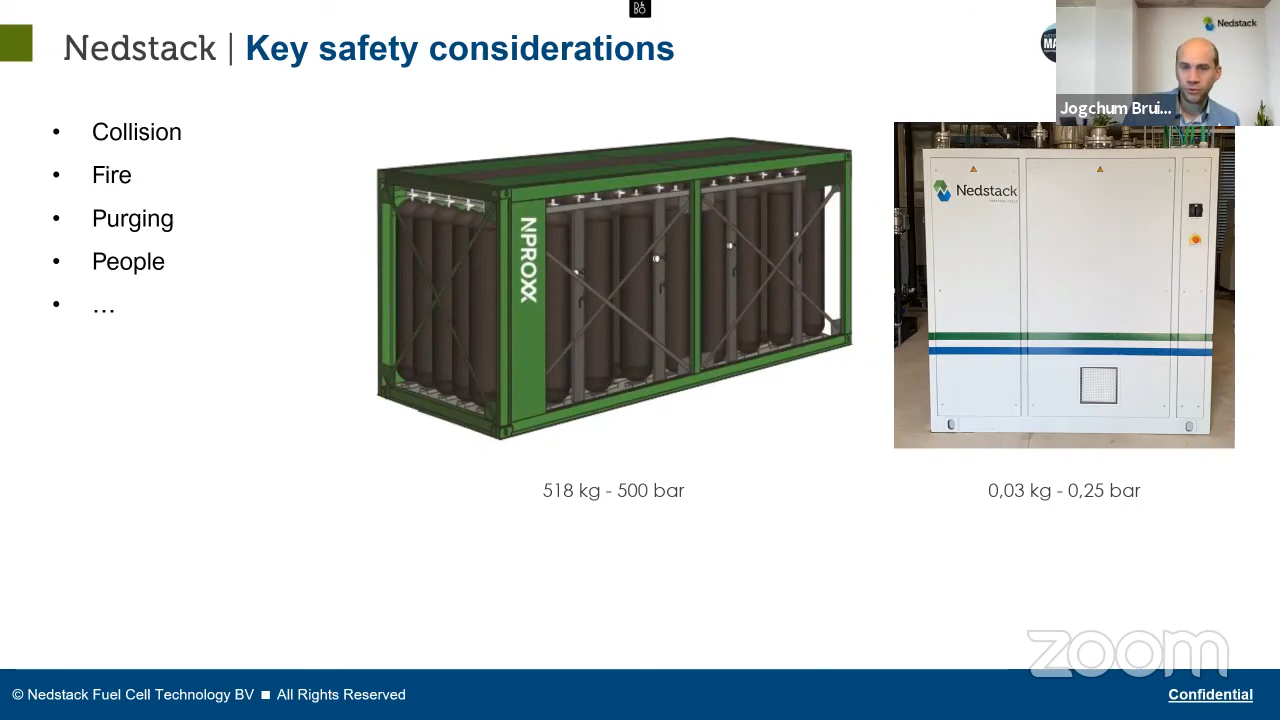 Nedstack | Key safety considerations
• Collision
• Fire
• Purging
• People
• …
NPROXX
518 kg - 500 bar
Nedstack
0,03 kg - 0,25 bar
Nedstack
Jogchum Brui...
B&O
MA
zoom
© Nedstack Fuel Cell Technology BV ■ All Rights Reserved
Confidential